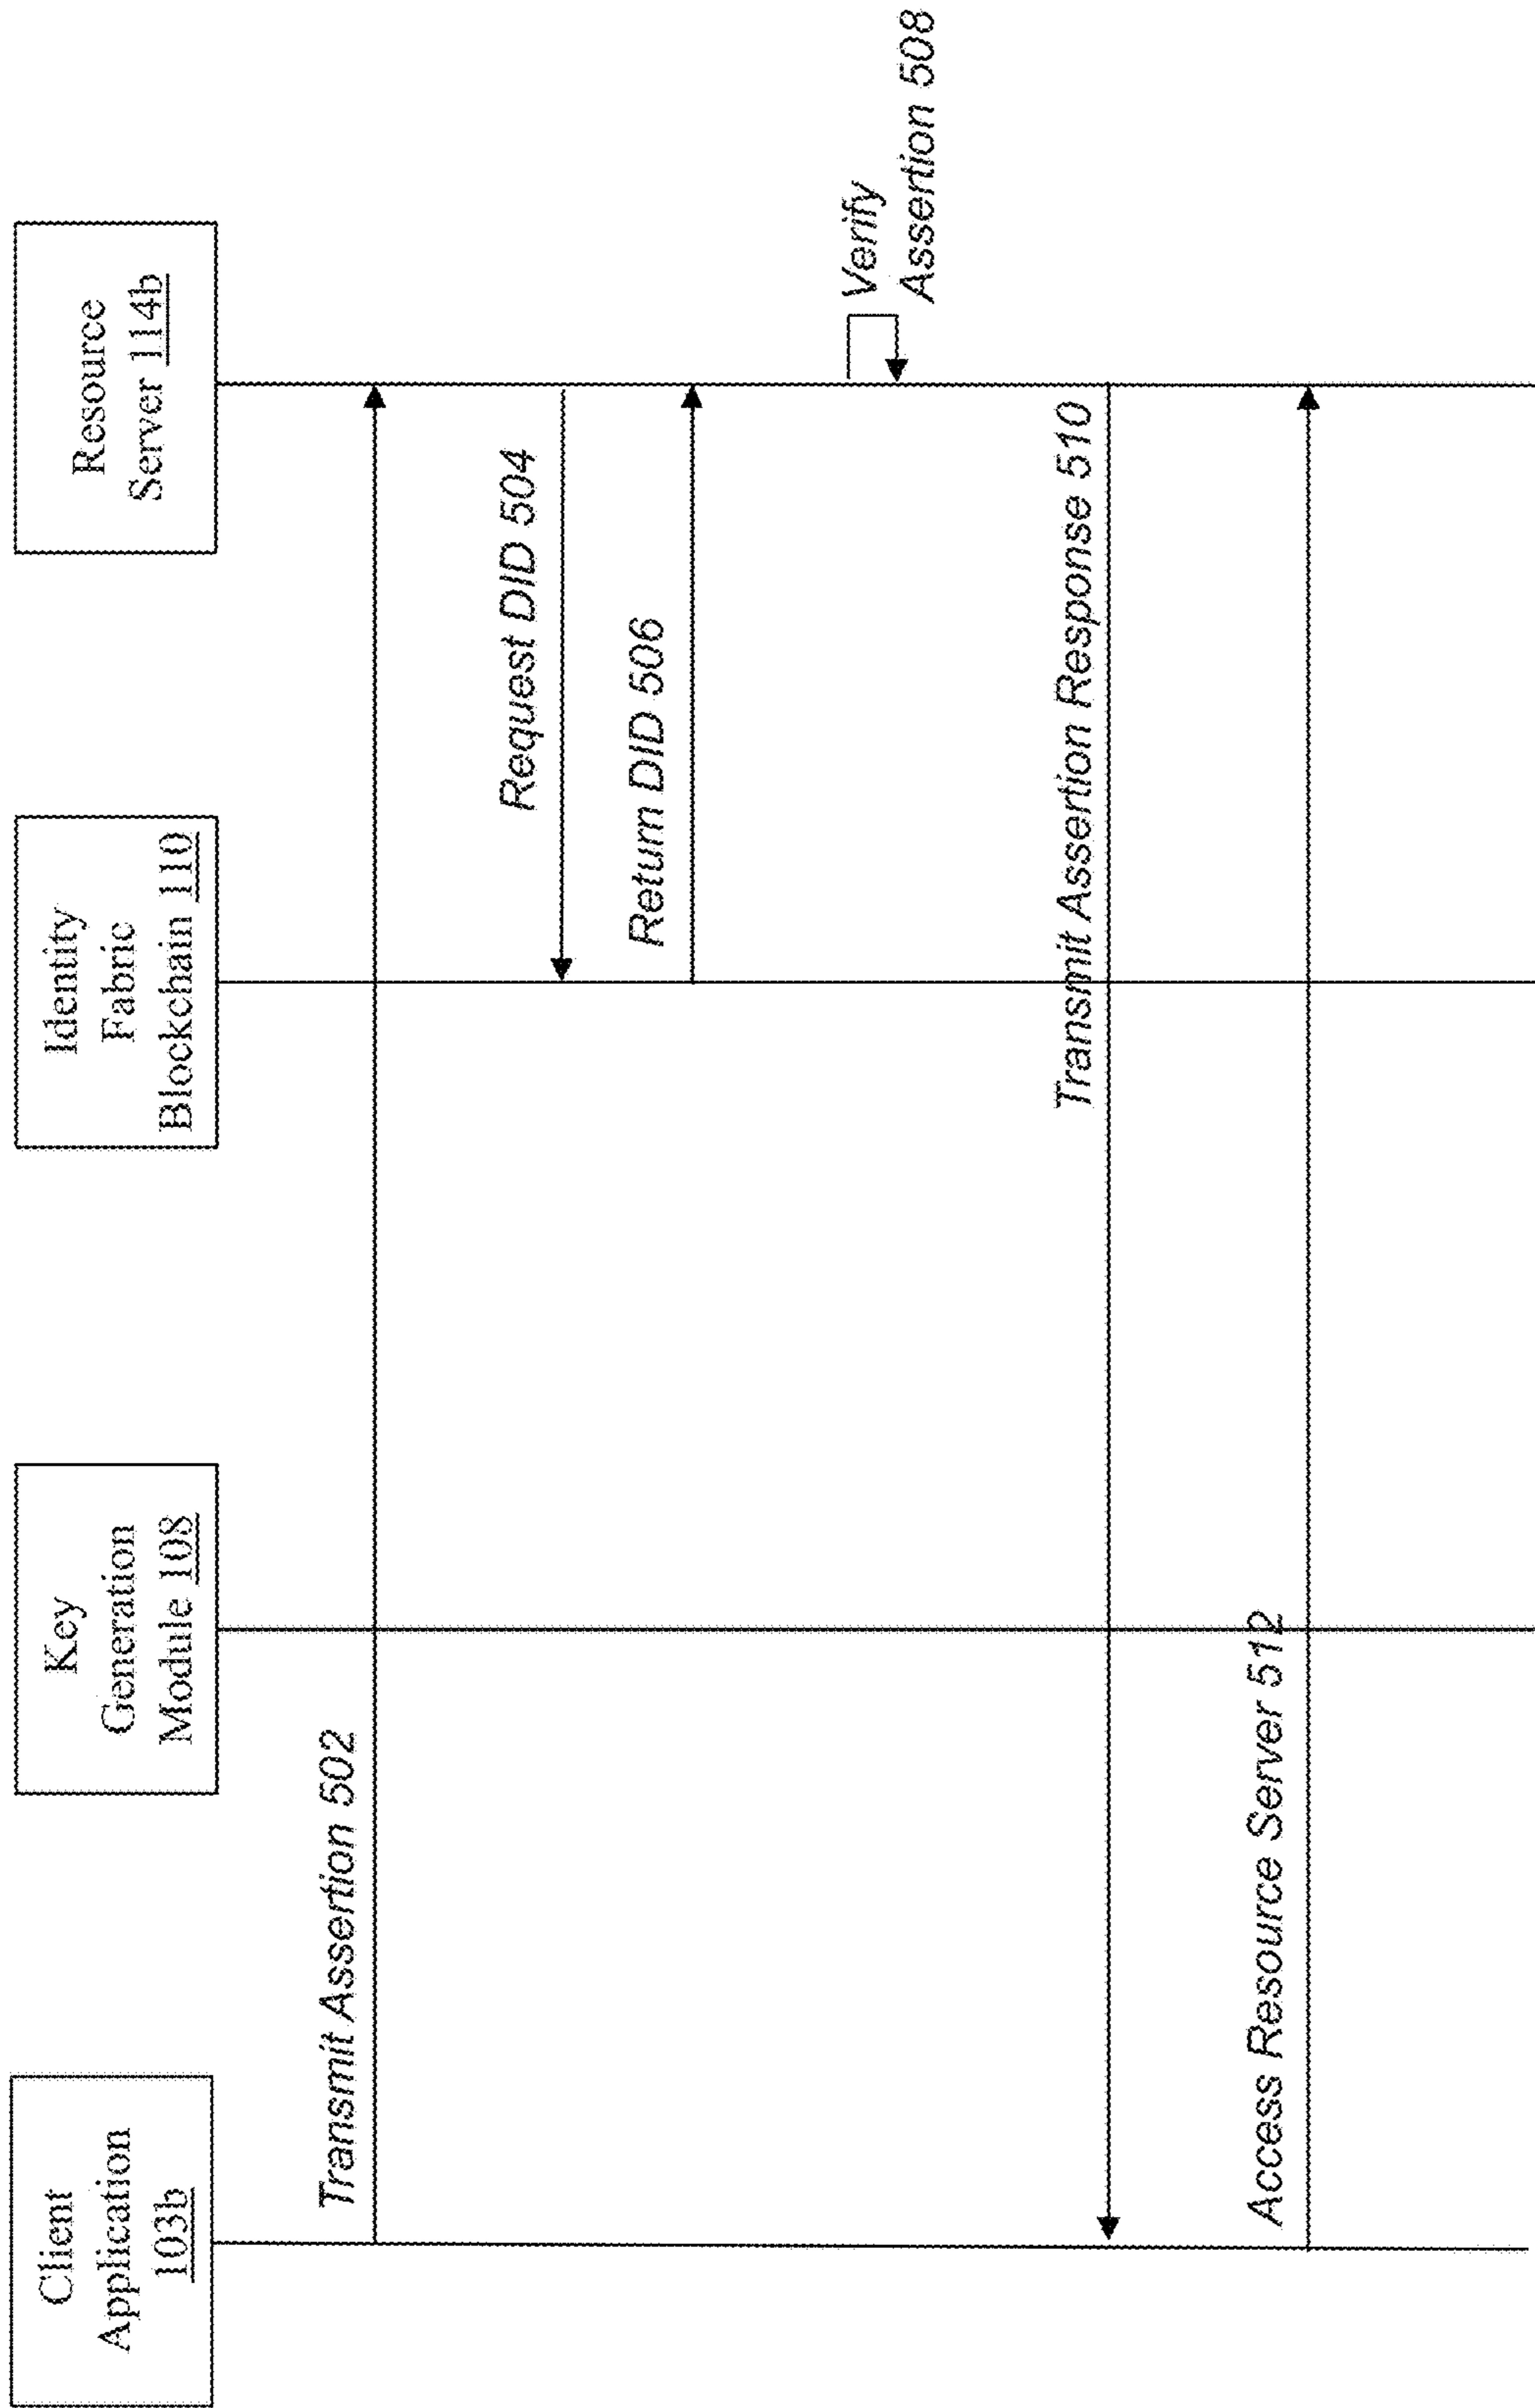 Client
Application
103b
Key
Generation
Module 108
Identity
Fabric
Blockchain 110
Resource
Server 114b
Transmit Assertion 502
Request DID 504
Return DID 506
Verify
Assertion 508
Transmit Assertion Response 510
Access Resource Server 512